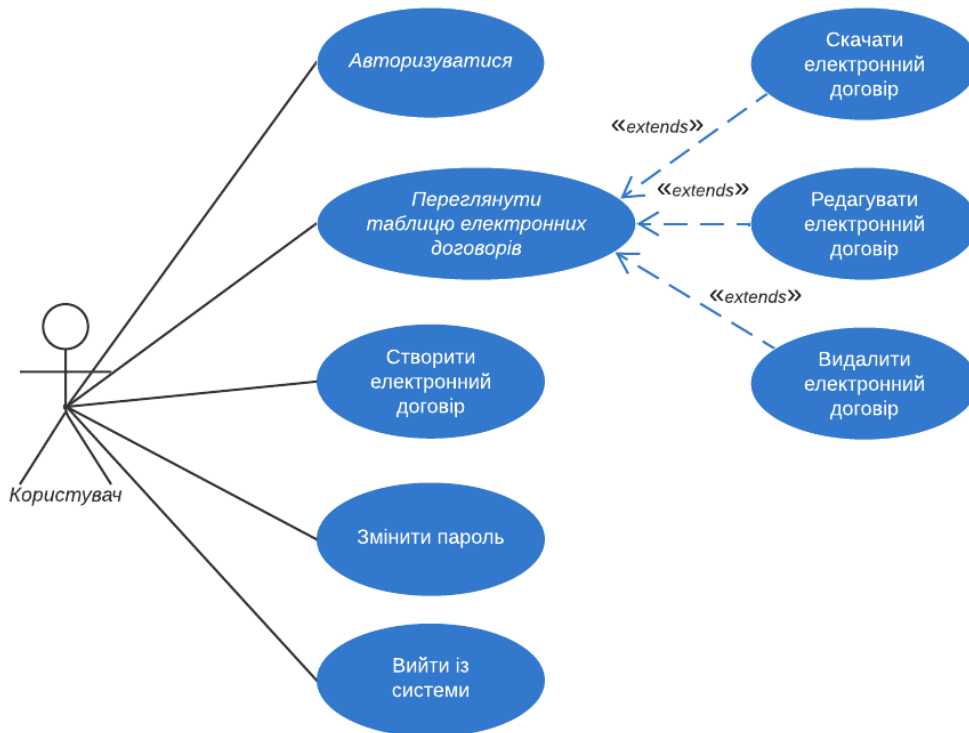 Авторизуватися
Скачати
електронний
договір
«extends»
Переглянути
таблицю електронних
договорів
«extends»
Редагувати
електронний
договір
«extends»
Створити
електронний
договір
Видалити
електронний
договір
Користувач
Змінити пароль
Вийти із
системи